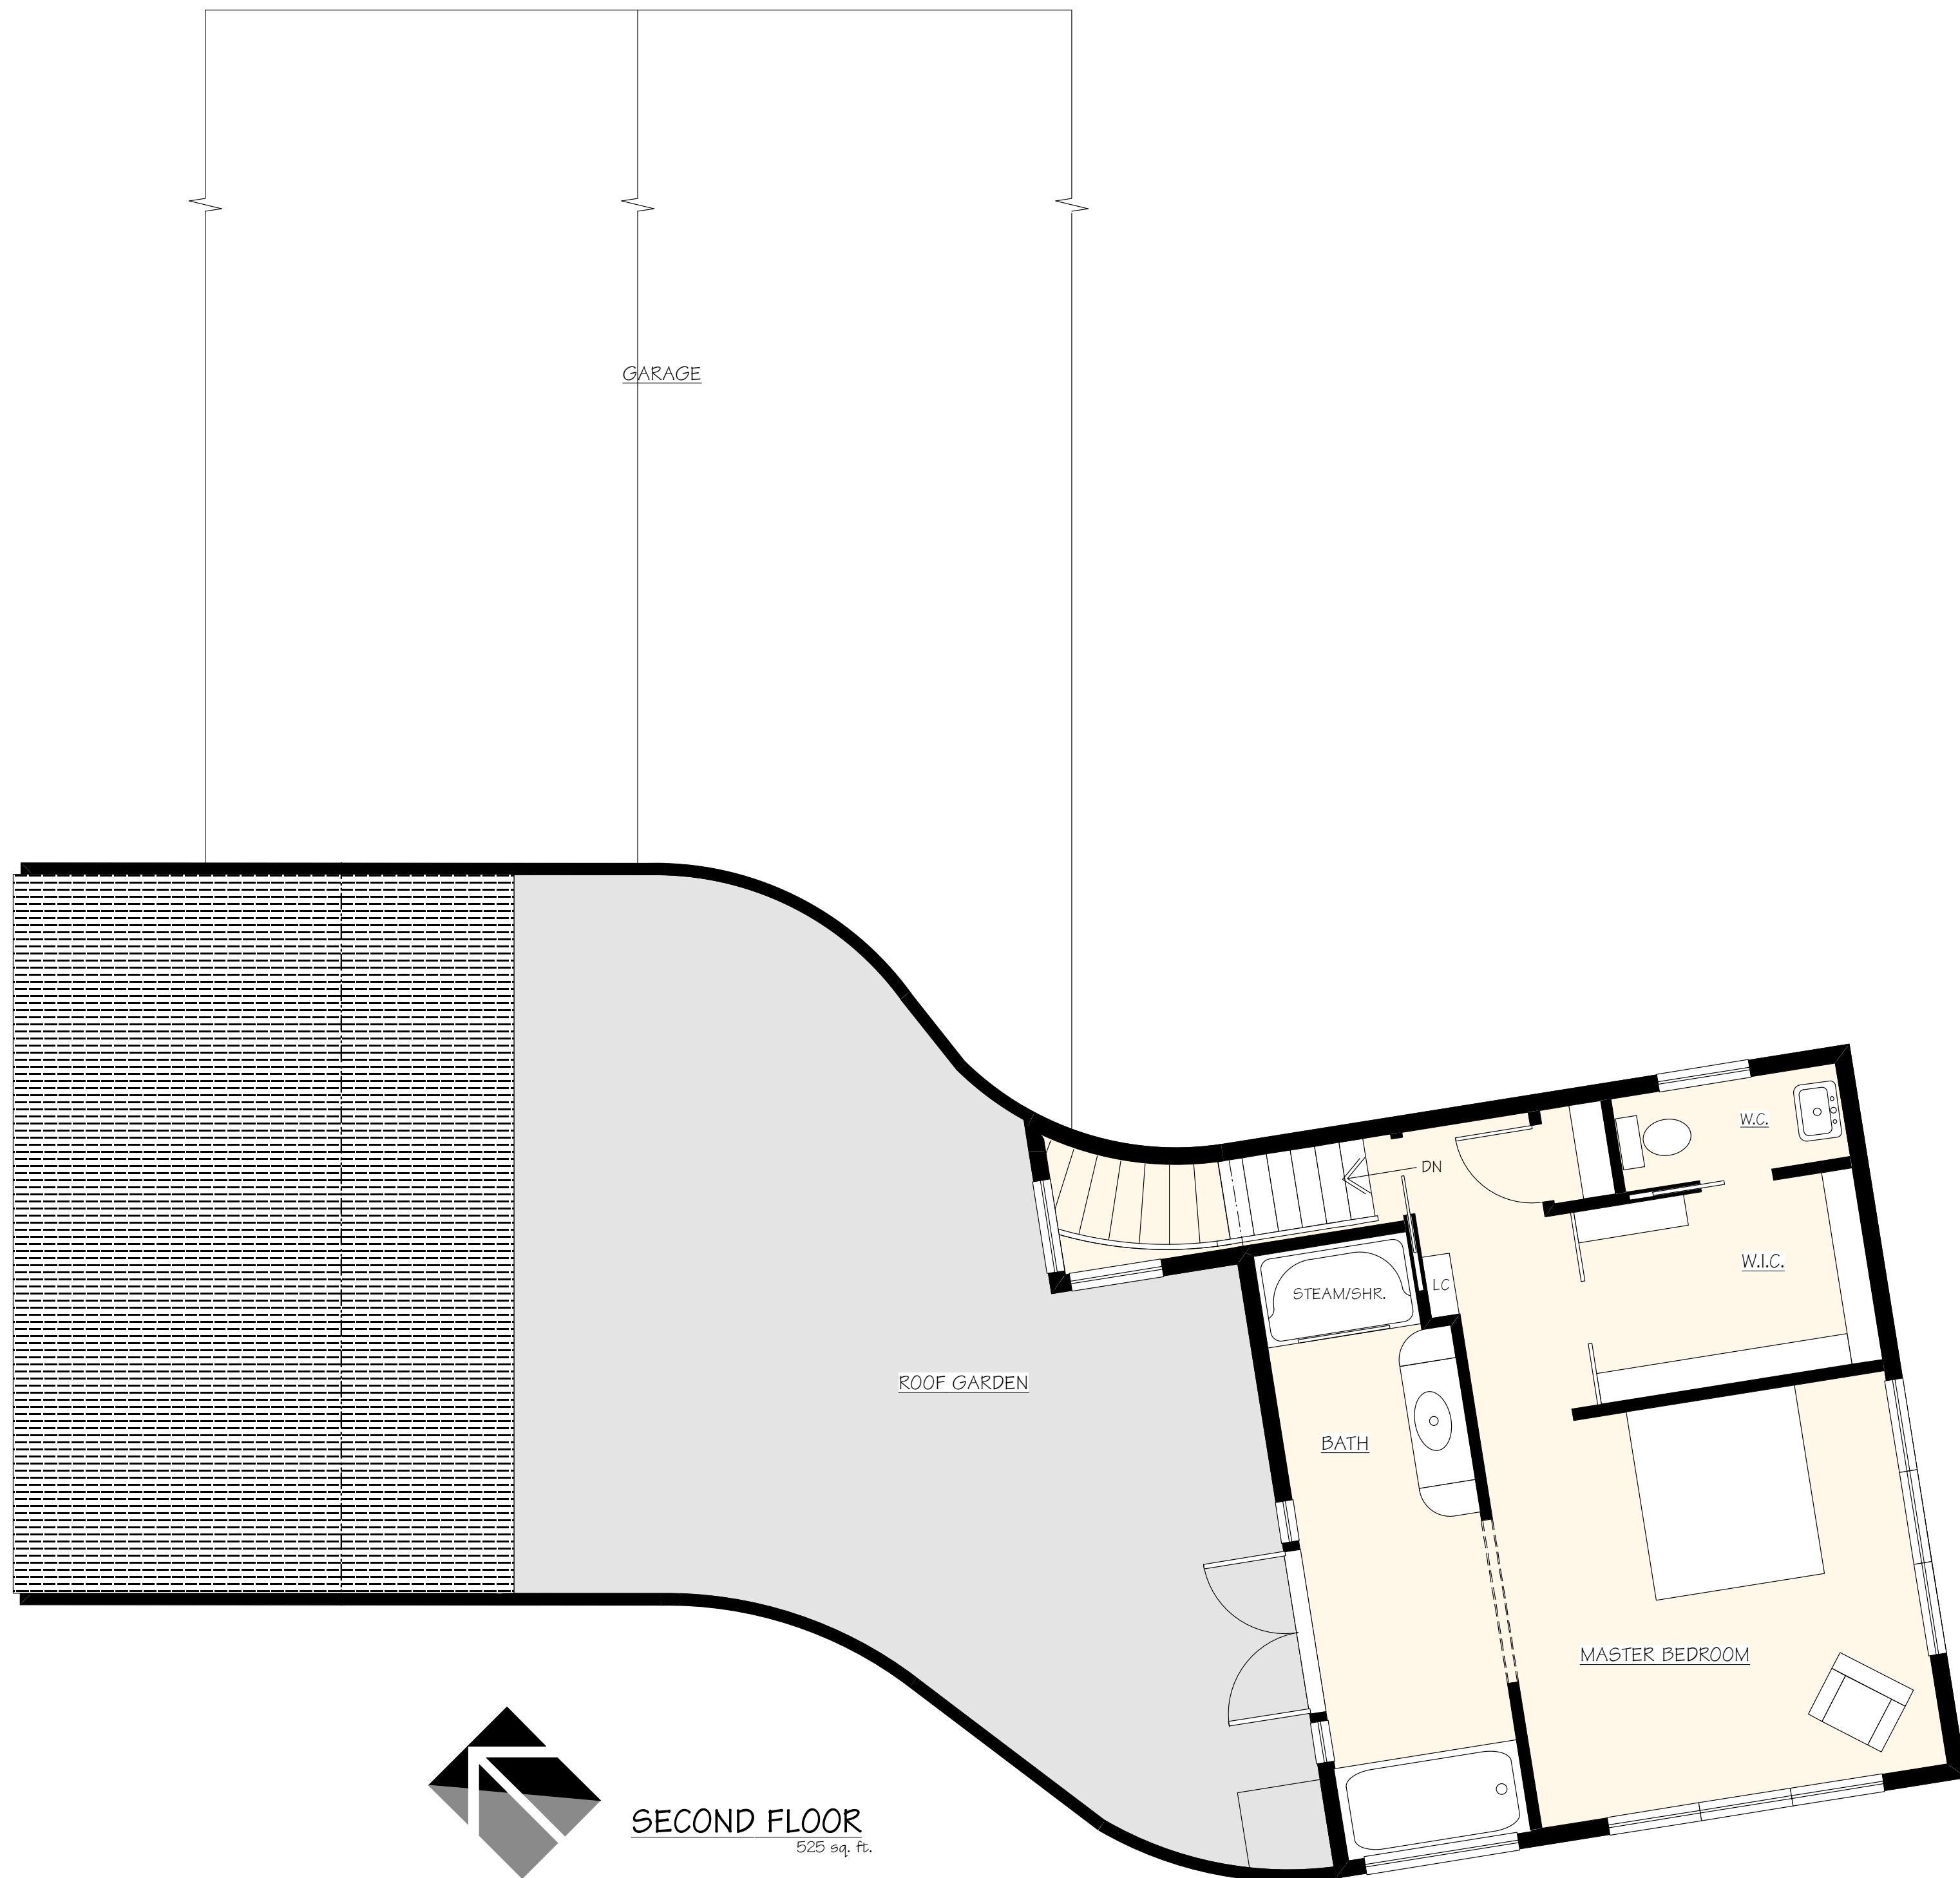 GARAGE
W.C.
DN
W.I.C.
LC
STEAM/SHR.
ROOF GARDEN
BATH
MASTER BEDROOM
SECOND FLOOR
525 sq. ft.